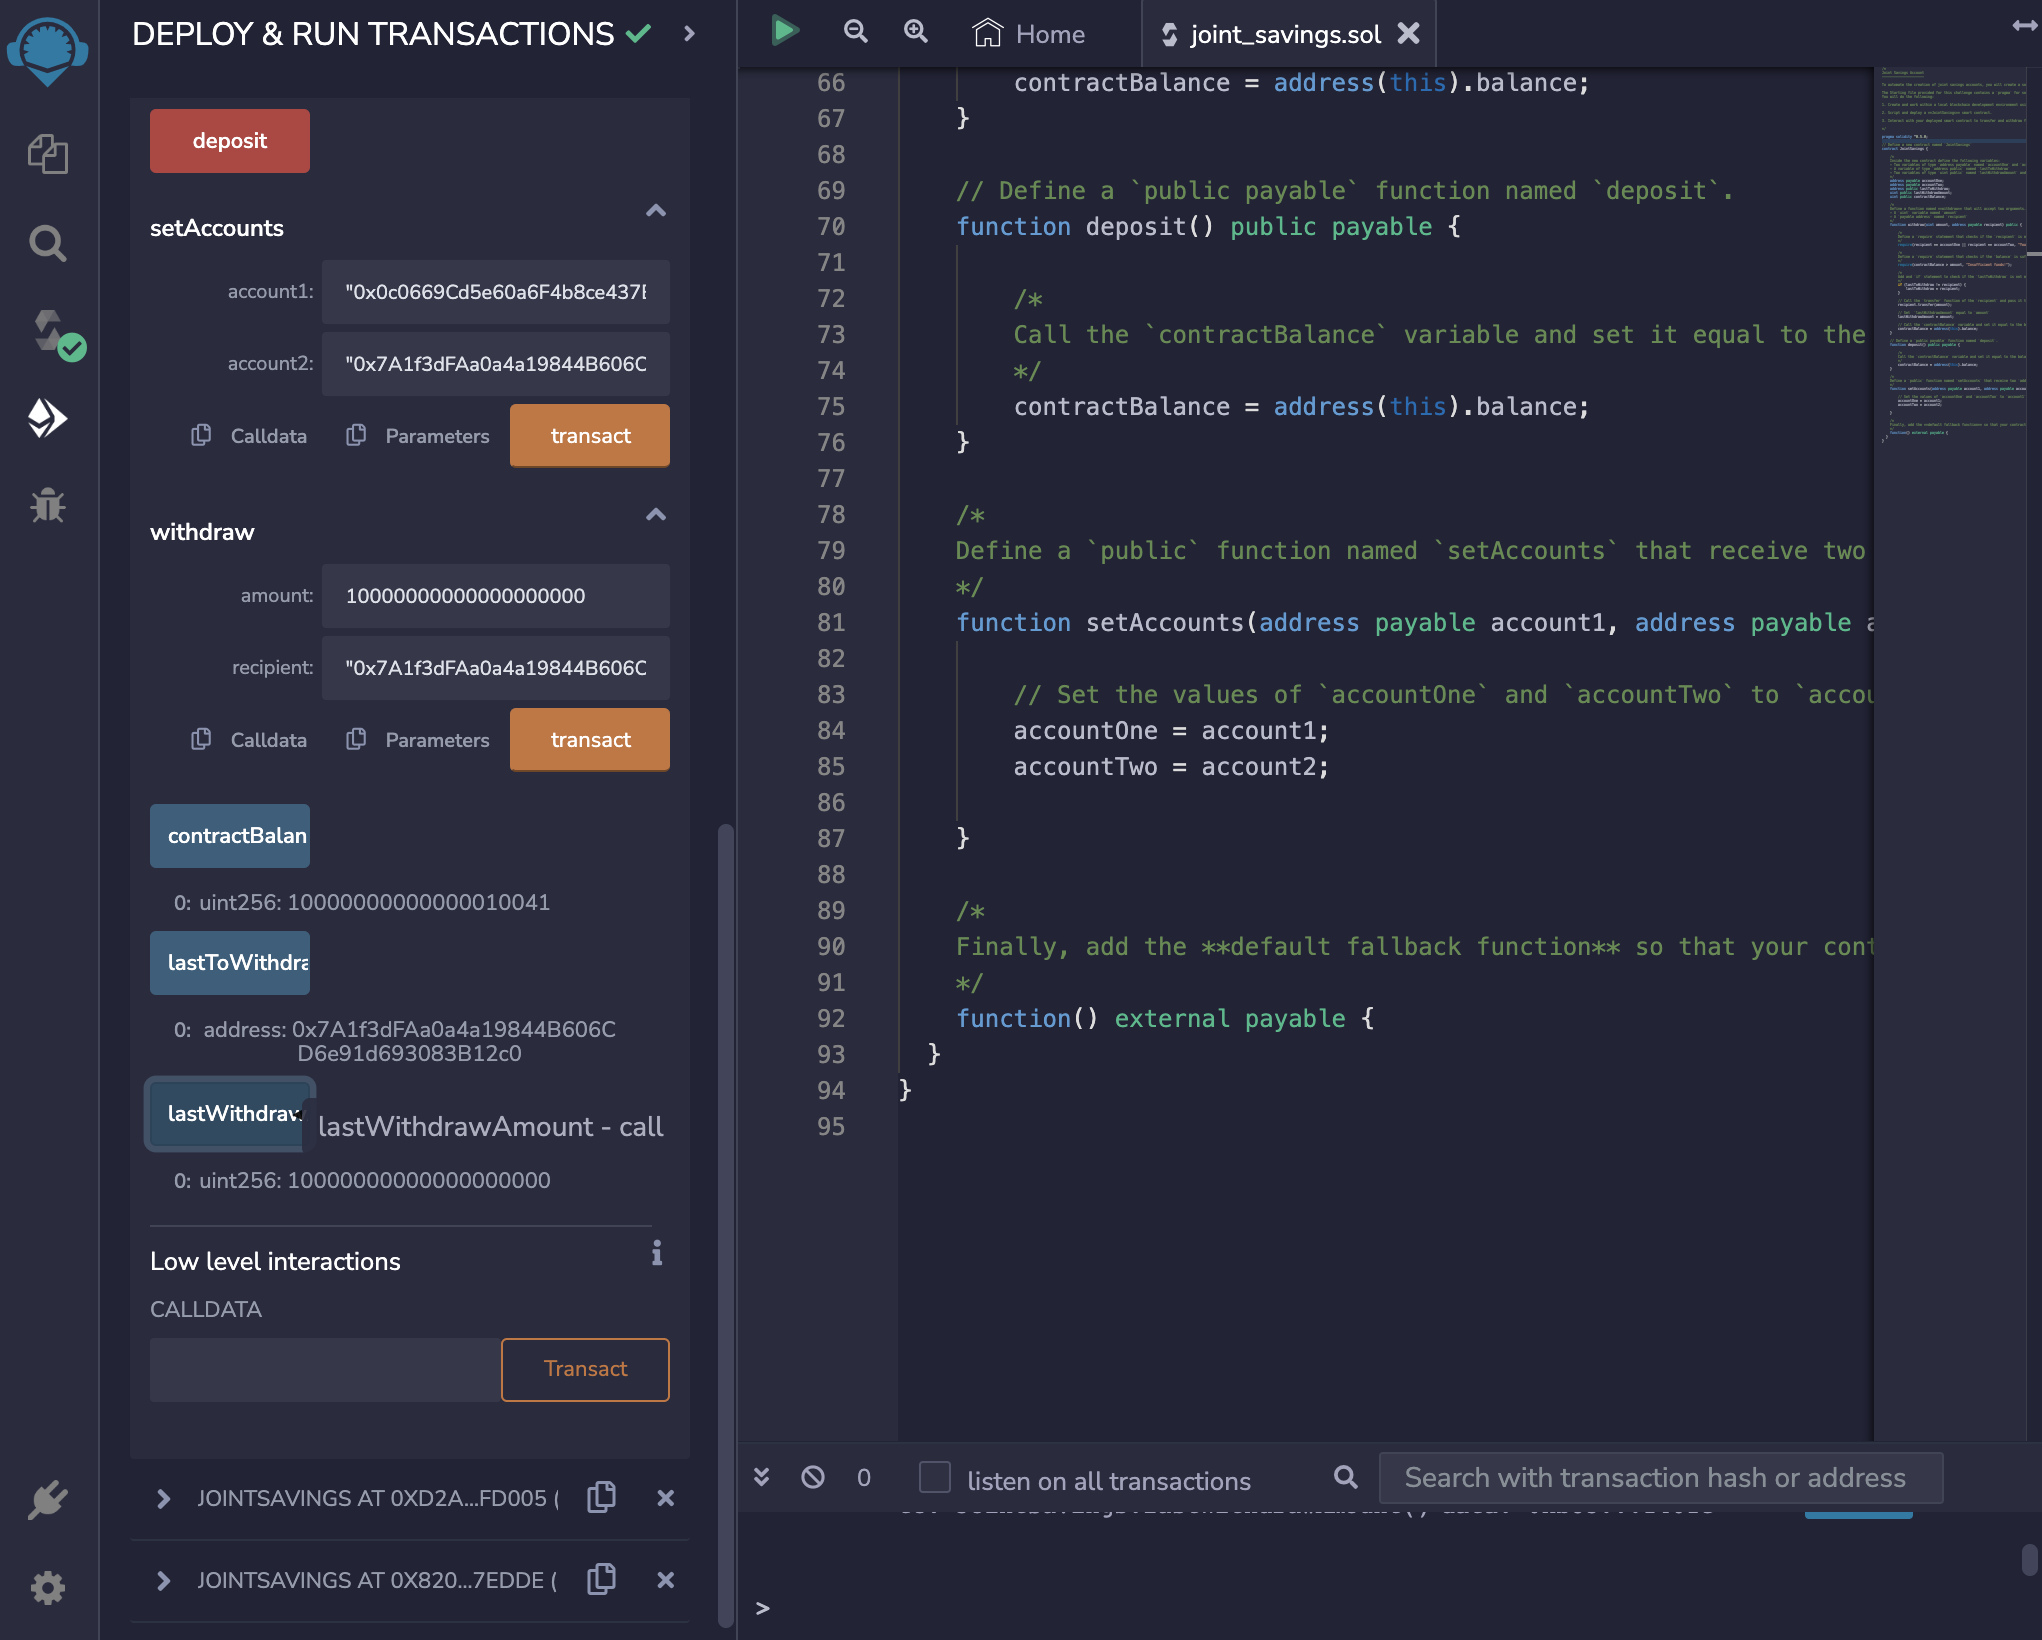 DEPLOY & RUN TRANSACTIONS
deposit
setAccounts
account1: "0x0c0669Cd5e60a6F4b8ce437E
account2: "0x7A1f3dFAa0a4a19844B606C
Calldata Parameters transact
withdraw
amount: 10000000000000000000
recipient: "0x7A1f3dFAa0a4a19844B606C
Calldata Parameters transact
contractBalan
0: uint256: 10000000000000010041
lastToWithdra
0: address: 0x7A1f3dFAa0a4a19844B606C
D6e91d693083B12c0
lastWithdraw
lastWithdrawAmount - call
0: uint256: 10000000000000000000
Low level interactions
CALLDATA
Transact
JOINTSAVINGS AT 0XD2A...FD005 (
JOINTSAVINGS AT 0X820...7EDDE (
Home joint_savings.sol
66 contractBalance = address(this).balance;
67 }
68
69 // Define a `public payable` function named `deposit`.
70 function deposit() public payable {
71
72 /*
73 Call the `contractBalance` variable and set it equal to the
74 */
75 contractBalance = address(this).balance;
76 }
77
78 /*
79 Define a `public` function named `setAccounts` that receive two
80 */
81 function setAccounts(address payable account1, address payable a
82
83 // Set the values of `accountOne` and `accountTwo` to `accou
84 accountOne = account1;
85 accountTwo = account2;
86
87 }
88
89 /*
90 Finally, add the **default fallback function** so that your cont
91 */
92 function() external payable {
93 }
94 }
95
0 listen on all transactions Search with transaction hash or address
>